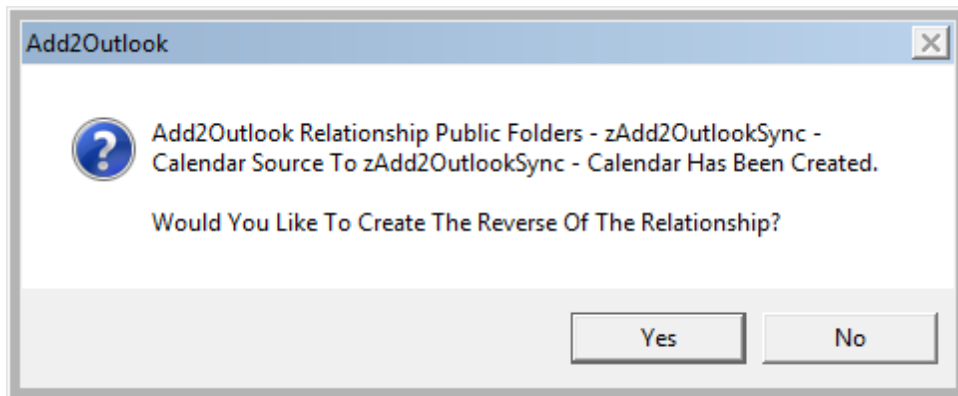 Add2Outlook
Add2Outlook Relationship Public Folders - zAdd2OutlookSync -
Calendar Source To zAdd2OutlookSync - Calendar Has Been Created.
Would You Like To Create The Reverse Of The Relationship?
Yes
No